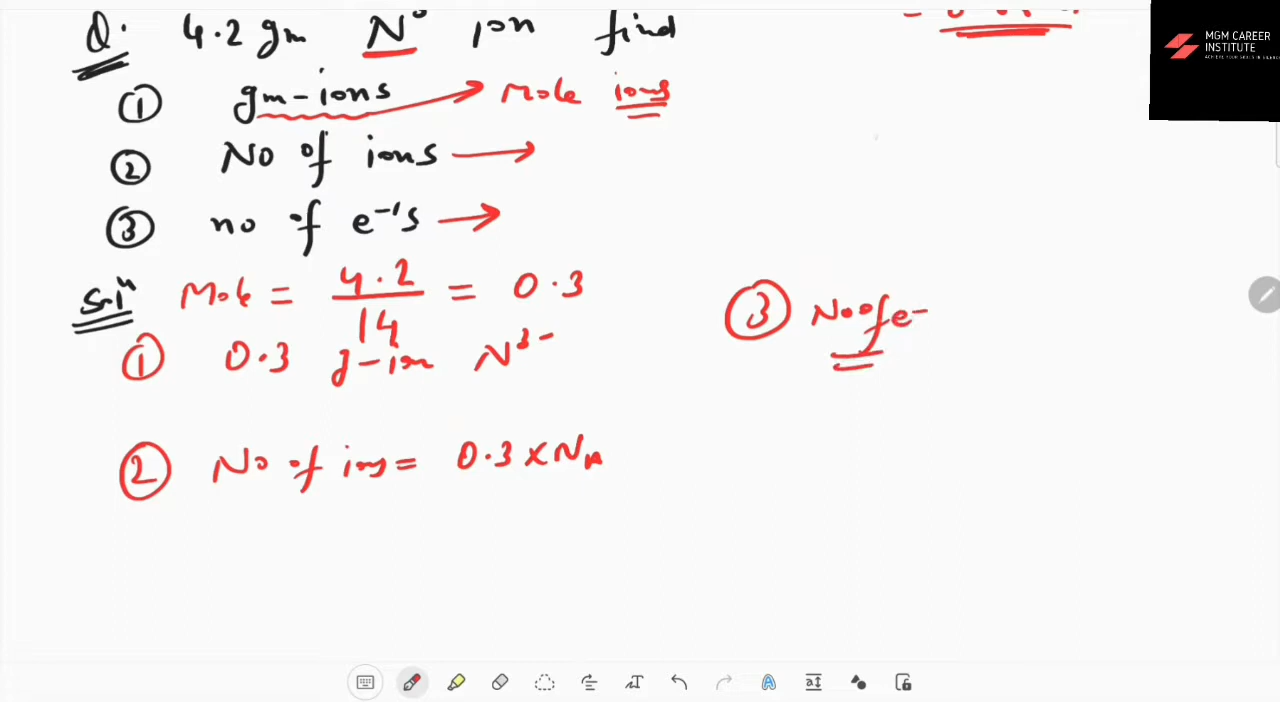 Q. 4.2 gm N ion find
① gm-ions → Mole ions
② No of ions →
③ no of e⁻'s →
Solⁿ Mole = 4.2 / 14 = 0.3
① 0.3 g-ion N³⁻
② No of ions = 0.3 × N_A
③ No of e⁻
MGM CAREER
INSTITUTE